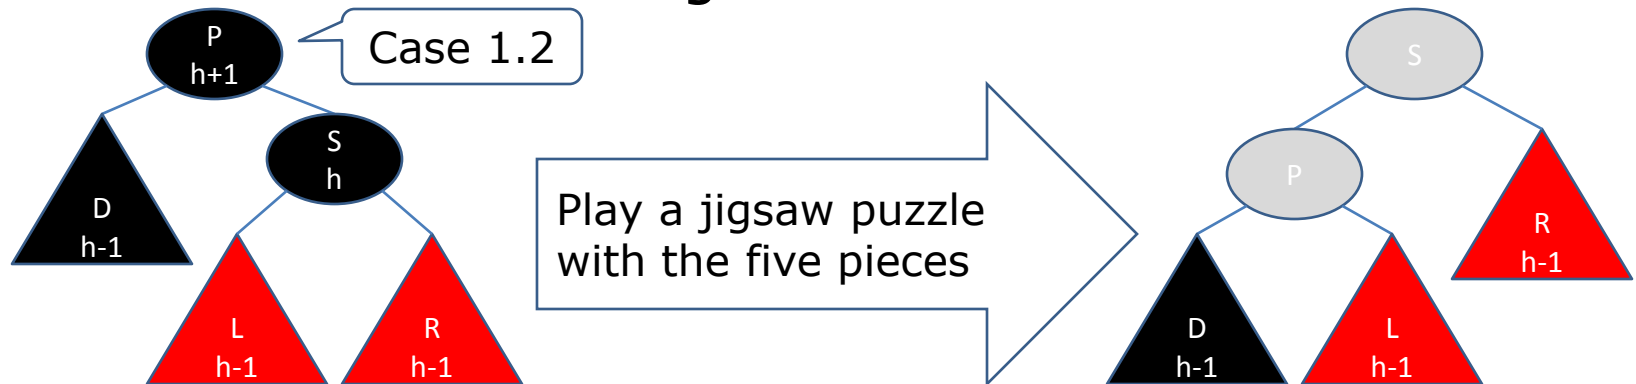 P
h+1
Case 1.2
S
h
D
h-1
L
h-1
R
h-1
Play a jigsaw puzzle
with the five pieces
S
P
R
h-1
D
h-1
L
h-1